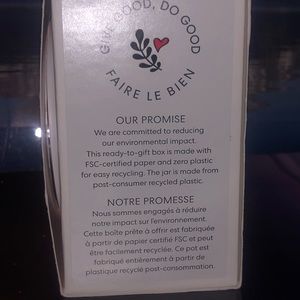 GIVE GOOD, DO GOOD
FAIRE LE BIEN
OUR PROMISE
We are committed to reducing
our environmental impact.
This ready-to-gift box is made with
FSC-certified paper and zero plastic
for easy recycling. The jar is made from
post-consumer recycled plastic.
NOTRE PROMESSE
Nous sommes engagés à réduire
notre impact sur l'environnement.
Cette boîte prête à offrir est fabriquée
à partir de papier certifié FSC et peut
être facilement recyclée. Ce pot est
fabriqué entièrement à partir de
plastique recyclé post-consommation.